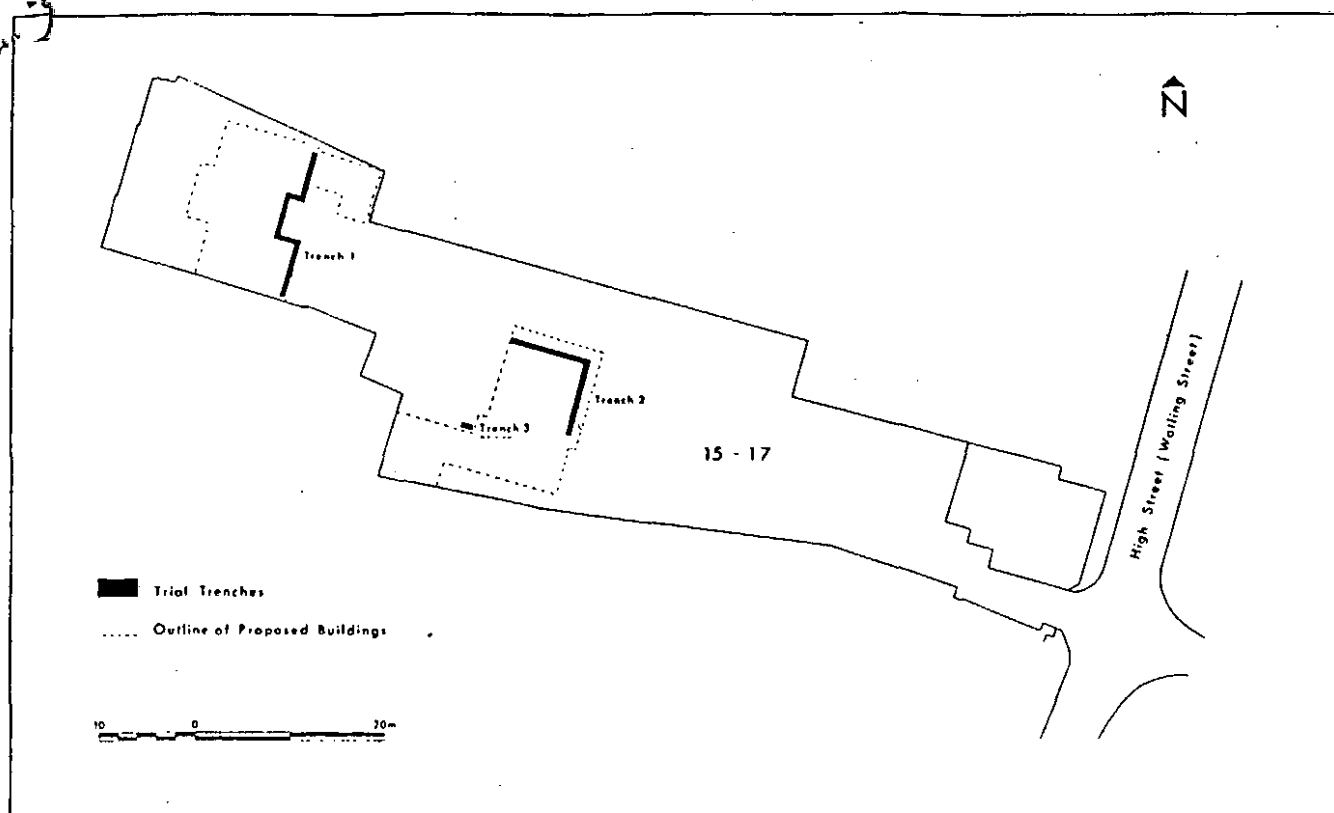 N
Trench 1
Trench 2
Trench 3
15 - 17
High Street (Watling Street)
Trial Trenches
Outline of Proposed Buildings
10 0 20m